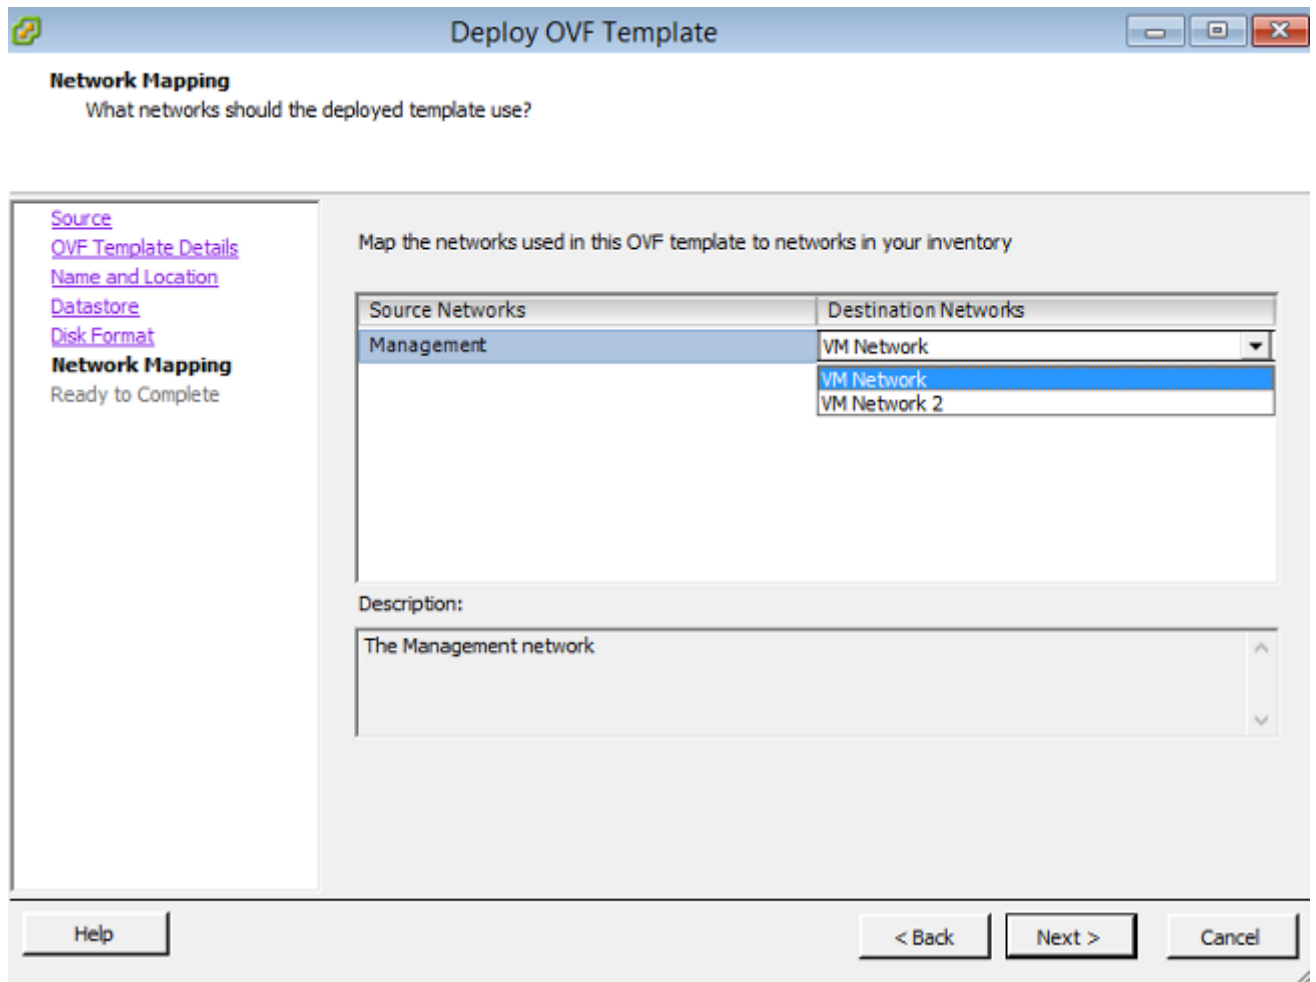 Deploy OVF Template
Network Mapping
What networks should the deployed template use?
Source
OVF Template Details
Name and Location
Datastore
Disk Format
Network Mapping
Ready to Complete
Map the networks used in this OVF template to networks in your inventory
Source Networks Destination Networks
Management VM Network
VM Network
VM Network 2
Description:
The Management network
Help < Back Next > Cancel